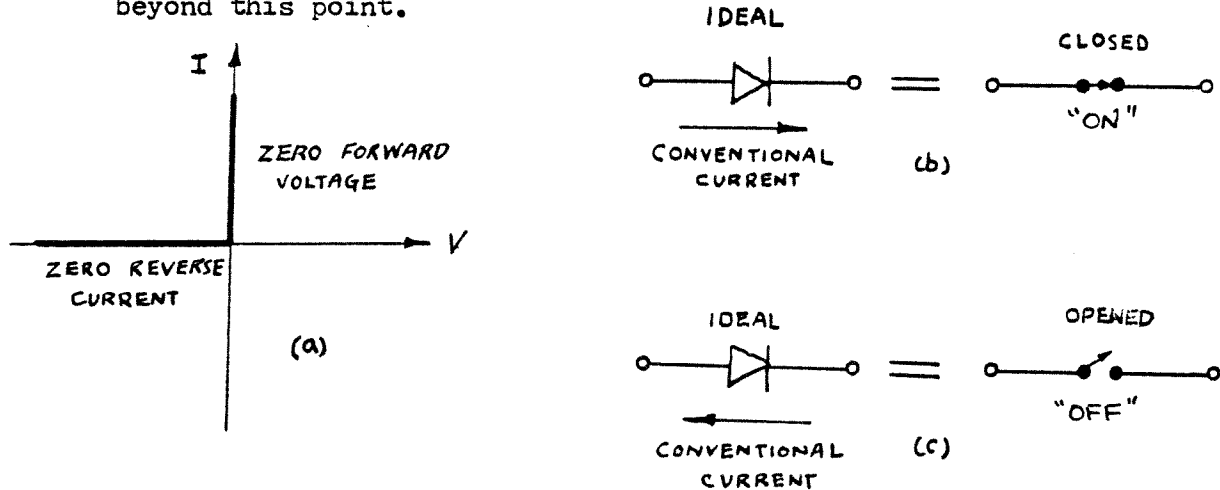 beyond this point.
I
ZERO FORWARD
VOLTAGE
V
ZERO REVERSE
CURRENT
(a)
IDEAL
=
CLOSED
"ON"
CONVENTIONAL
CURRENT
(b)
IDEAL
=
OPENED
"OFF"
CONVENTIONAL
CURRENT
(c)